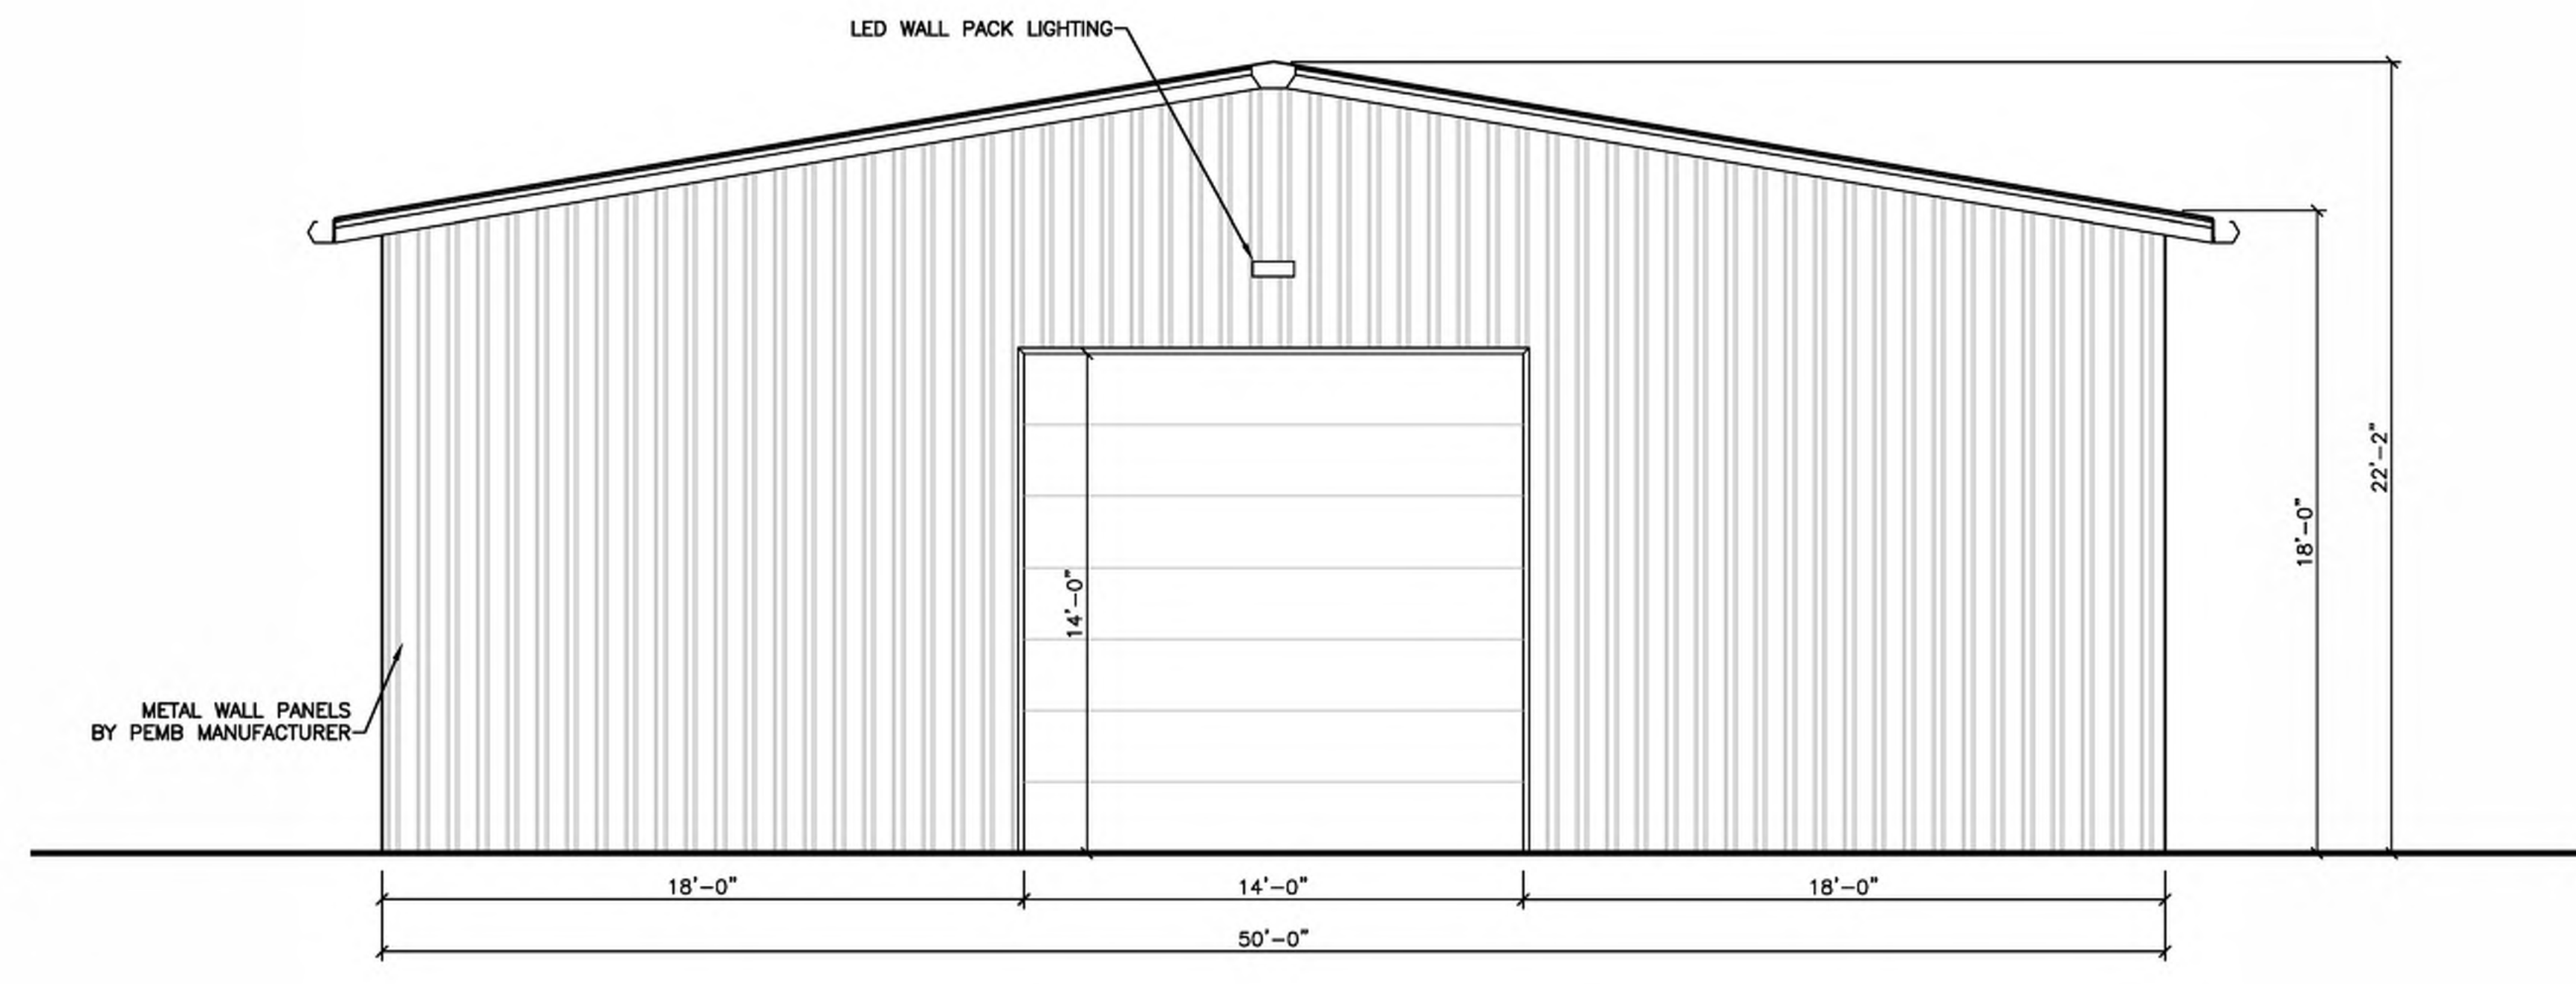 LED WALL PACK LIGHTING
22'-2"
18'-0"
14'-0"
METAL WALL PANELS
BY PEMB MANUFACTURER
18'-0"
14'-0"
18'-0"
50'-0"